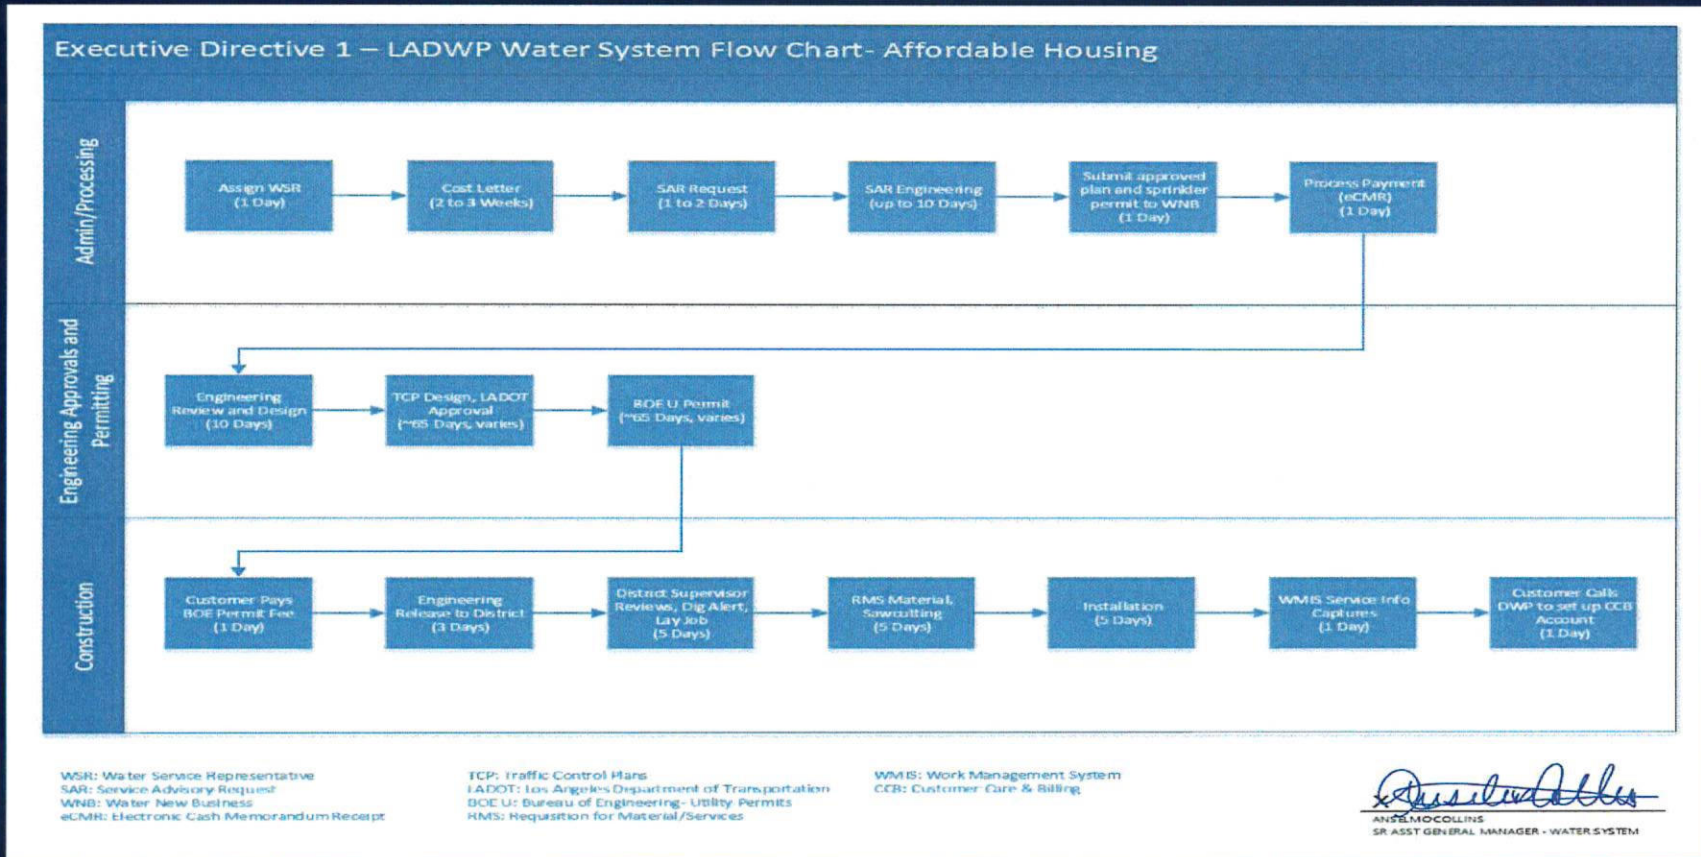 Executive Directive 1 – LADWP Water System Flow Chart- Affordable Housing
Admin/Processing
Assign WSR
(1 Day)
Cost Letter
(2 to 3 Weeks)
SAR Request
(1 to 2 Days)
SAR Engineering
(up to 10 Days)
Submit approved
plan and sprinkler
permit to WNB
(1 Day)
Process Payment
(eCMR)
(1 Day)
Engineering Approvals and
Permitting
Engineering
Review and Design
(10 Days)
TCP Design, LADOT
Approval
(~65 Days, varies)
BOE U Permit
(~65 Days, varies)
Construction
Customer Pays
BOE Permit Fee
(1 Day)
Engineering
Release to District
(3 Days)
District Supervisor
Reviews, Dig Alert,
Lay Job
(5 Days)
RMS Material,
Sawcutting
(5 Days)
Installation
(5 Days)
WMIS Service Info
Captures
(1 Day)
Customer Calls
DWP to set up CCB
Account
(1 Day)
WSR: Water Service Representative
SAR: Service Advisory Request
WNB: Water New Business
eCMR: Electronic Cash Memorandum Receipt
TCP: Traffic Control Plans
LADOT: Los Angeles Department of Transportation
BOE U: Bureau of Engineering- Utility Permits
RMS: Requisition for Material/Services
WMIS: Work Management System
CCB: Customer Care & Billing
x Anselmo Collins
ANSELMO COLLINS
SR ASST GENERAL MANAGER - WATER SYSTEM